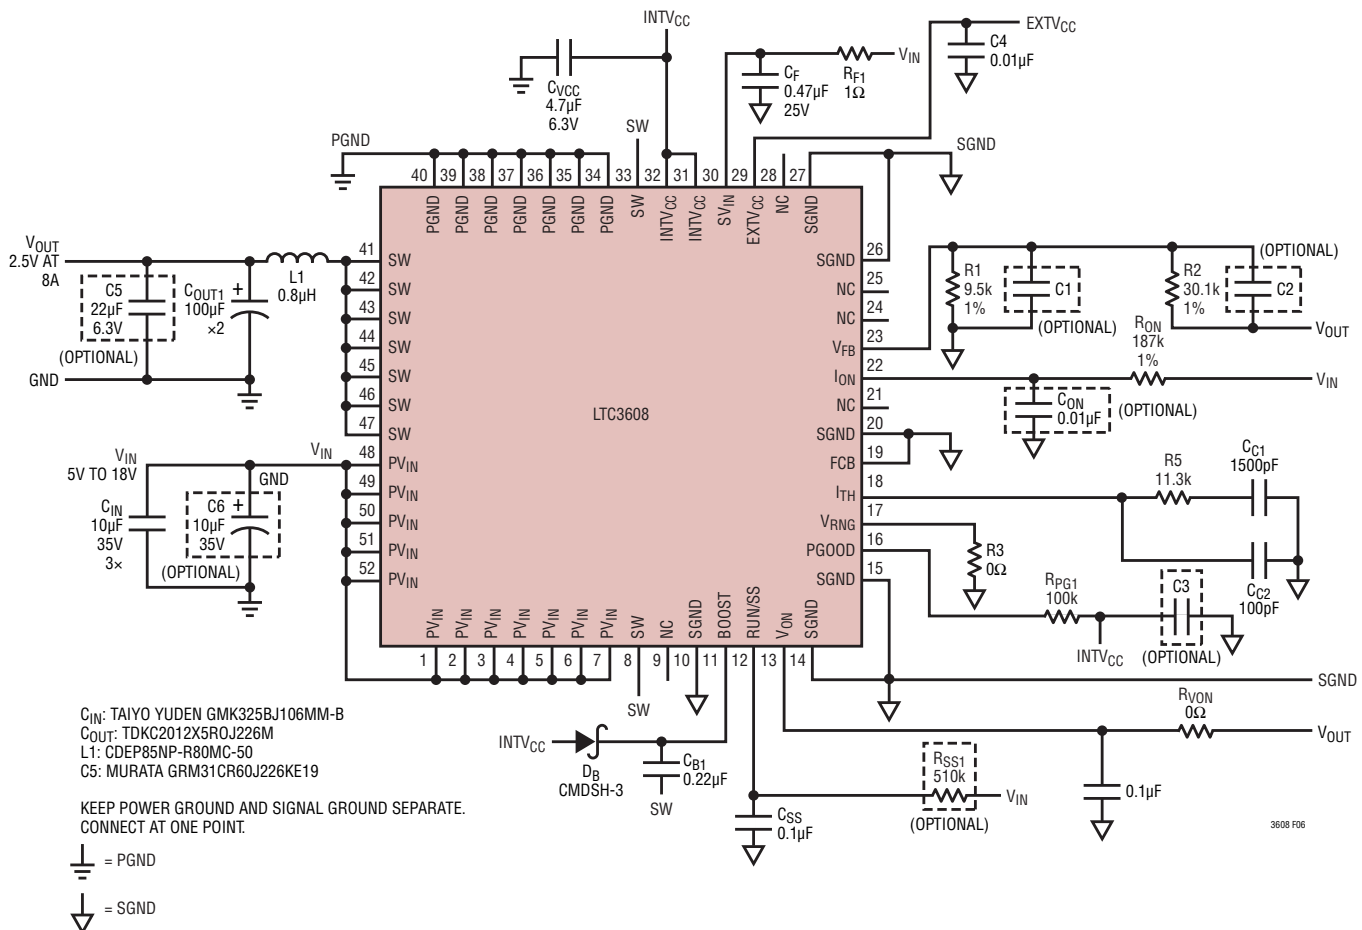 INTVCC
EXTVCC
CVCC
4.7µF
6.3V
CF
0.47µF
25V
RF1
1Ω
VIN
C4
0.01µF
PGND
SW
SGND
40 39 38 37 36 35 34 33 32 31 30 29 28 27
PGND PGND PGND PGND PGND PGND PGND SW INTVCC INTVCC SVIN EXTVCC NC SGND
VOUT
2.5V AT
8A
C5
22µF
6.3V
(OPTIONAL)
COUT1
100µF
×2
+
L1
0.8µH
GND
41 SW
42 SW
43 SW
44 SW
45 SW
46 SW
47 SW
48 PVIN
49 PVIN
50 PVIN
51 PVIN
52 PVIN
VIN
5V TO 18V
VIN
CIN
10µF
35V
3×
GND
C6
10µF
35V
+
(OPTIONAL)
LTC3608
SGND 26
NC 25
NC 24
VFB 23
ION 22
NC 21
SGND 20
FCB 19
ITH 18
VRNG 17
PGOOD 16
SGND 15
R1
9.5k
1%
(OPTIONAL)
C1
(OPTIONAL)
R2
30.1k
1%
(OPTIONAL)
C2
VOUT
RON
187k
1%
VIN
CON
0.01µF
(OPTIONAL)
R5
11.3k
CC1
1500pF
CC2
100pF
R3
0Ω
RPG1
100k
C3
(OPTIONAL)
INTVCC
PVIN PVIN PVIN PVIN PVIN PVIN PVIN SW NC SGND BOOST RUN/SS VON SGND
1 2 3 4 5 6 7 8 9 10 11 12 13 14
SW
SGND
INTVCC
DB
CMDSH-3
CB1
0.22µF
SW
CSS
0.1µF
RSS1
510k
(OPTIONAL)
VIN
RVON
0Ω
VOUT
0.1µF
CIN: TAIYO YUDEN GMK325BJ106MM-B
COUT: TDKC2012X5ROJ226M
L1: CDEP85NP-R80MC-50
C5: MURATA GRM31CR60J226KE19
KEEP POWER GROUND AND SIGNAL GROUND SEPARATE.
CONNECT AT ONE POINT.
= PGND
= SGND
3608 F06